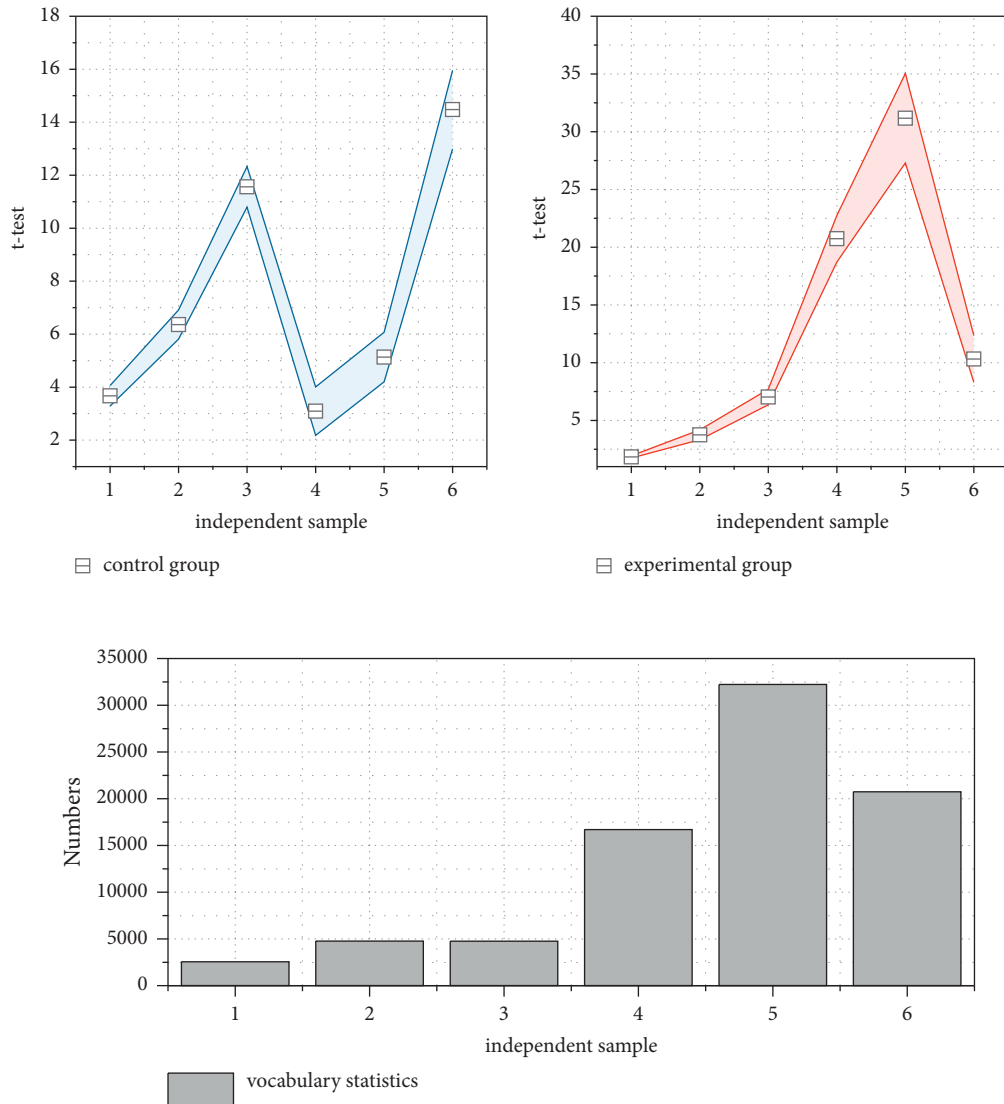 18
16
14
12
10
8
6
4
2
t-test
1 2 3 4 5 6
independent sample
control group
40
35
30
25
20
15
10
5
t-test
1 2 3 4 5 6
independent sample
experimental group
35000
30000
25000
20000
15000
10000
5000
0
Numbers
1 2 3 4 5 6
independent sample
vocabulary statistics